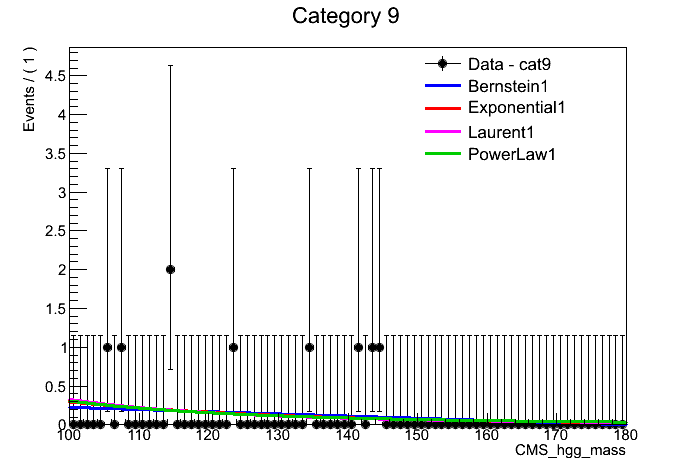 Category 9
Events / ( 1 )
4.5
4
3.5
3
2.5
2
1.5
1
0.5
0
Data - cat9
Bernstein1
Exponential1
Laurent1
PowerLaw1
100 110 120 130 140 150 160 170 180
CMS_hgg_mass